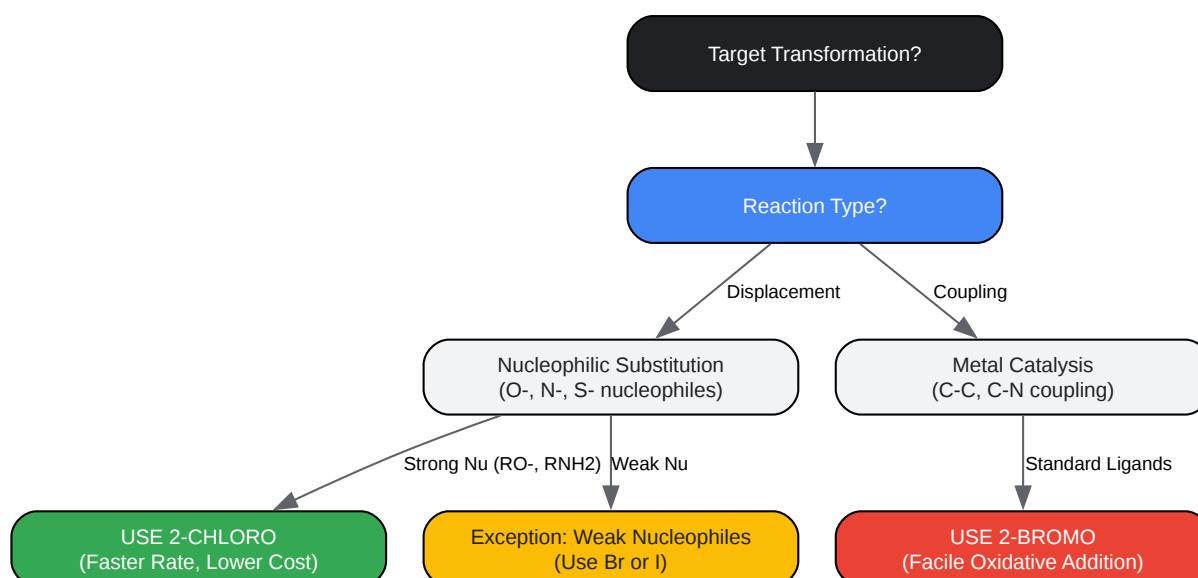 Target Transformation?
Reaction Type?
Displacement
Coupling
Nucleophilic Substitution
(O-, N-, S- nucleophiles)
Metal Catalysis
(C-C, C-N coupling)
Strong Nu (RO-, RNH2)
Weak Nu
Standard Ligands
USE 2-CHLORO
(Faster Rate, Lower Cost)
Exception: Weak Nucleophiles
(Use Br or I)
USE 2-BROMO
(Facile Oxidative Addition)